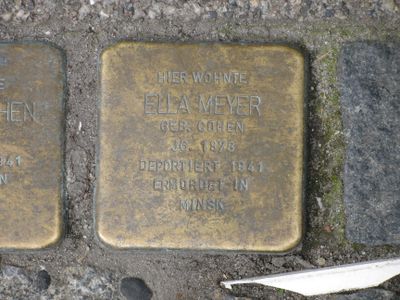 HIER WOHNTE
ELLA MEYER
GEB. COHEN
JG. 1878
DEPORTIERT 1941
ERMORDET IN
MINSK